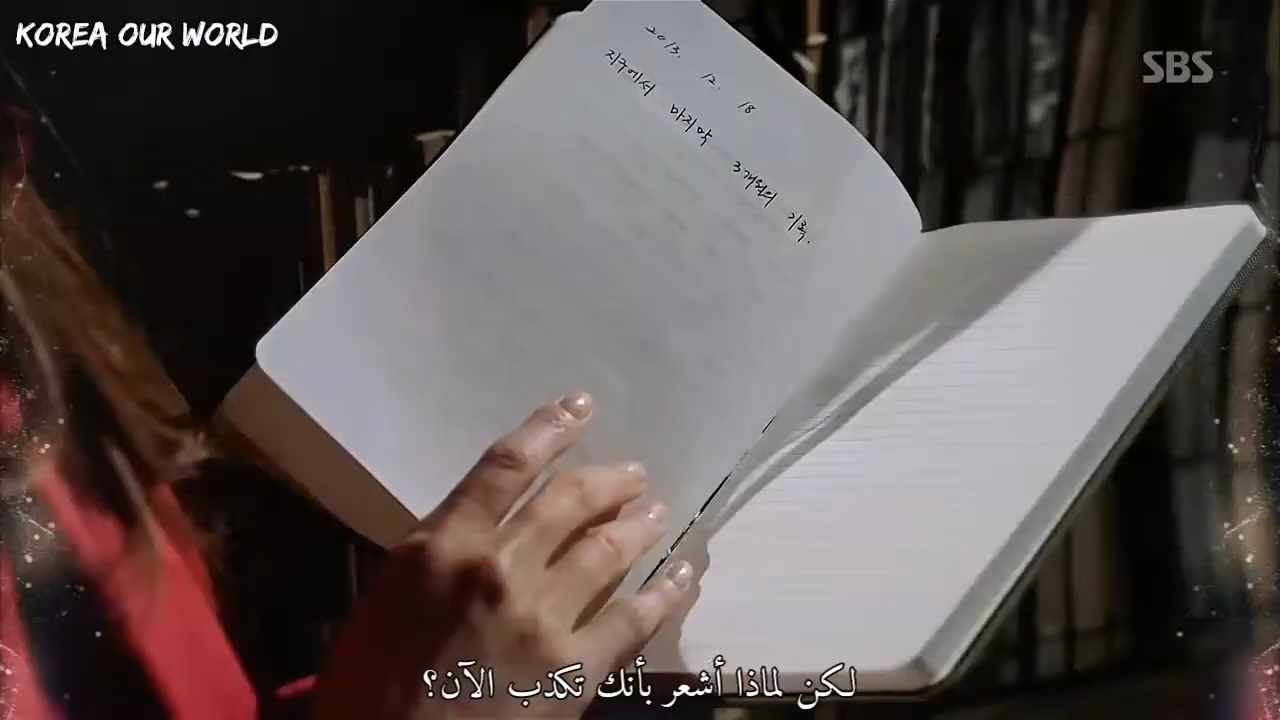 KOREA OUR WORLD
SBS
2013. 12. 18
지구에서 마지막 3개월의 기록.
لكن لماذا أشعر بأنك تكذب الآن؟